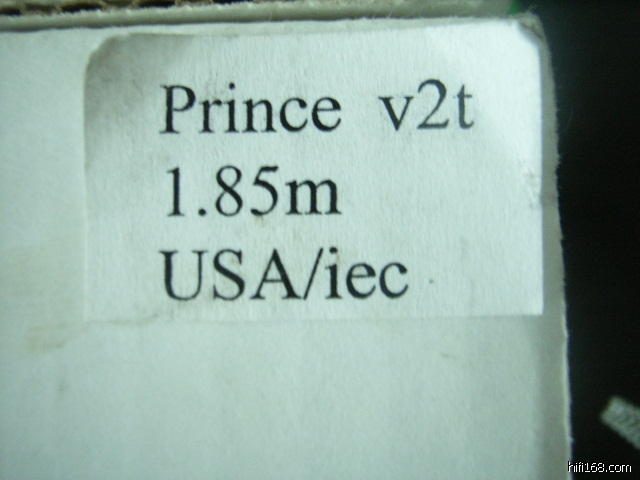 Prince v2t
1.85m
USA/iec
hifi168.com